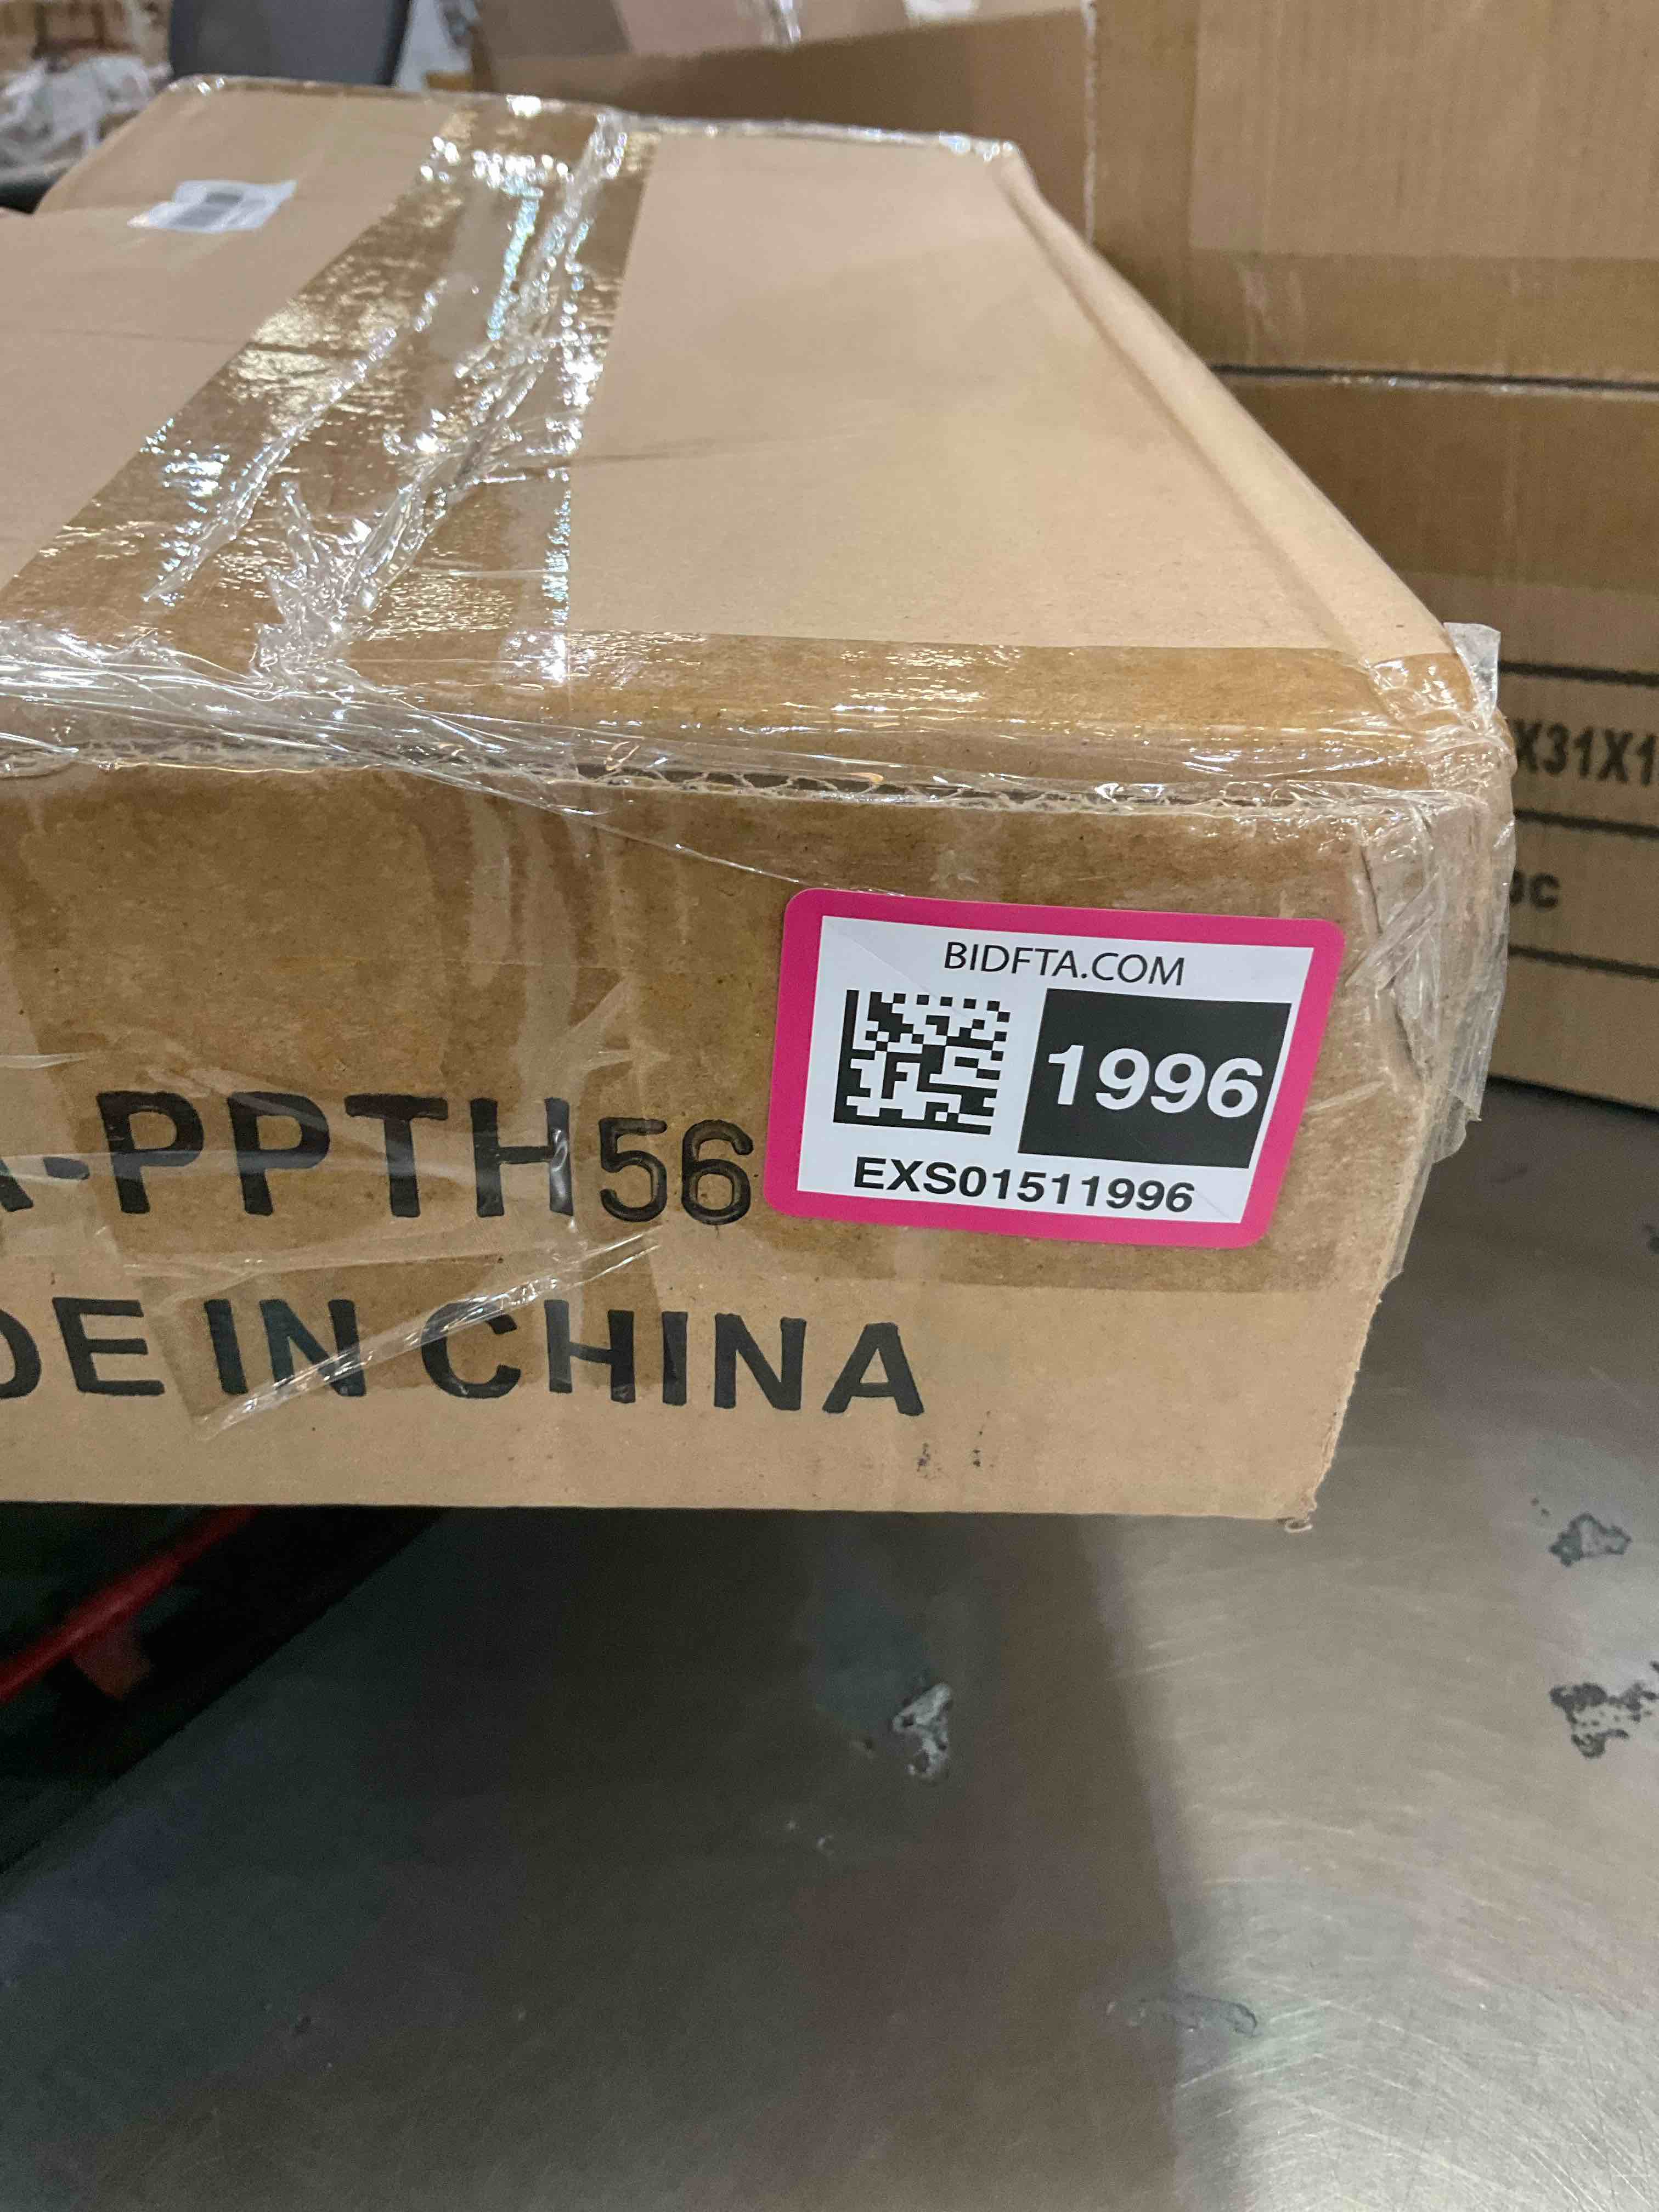 BIDFTA.COM
1996
EXS01511996
-PPTH56
DE IN CHINA
X31X1